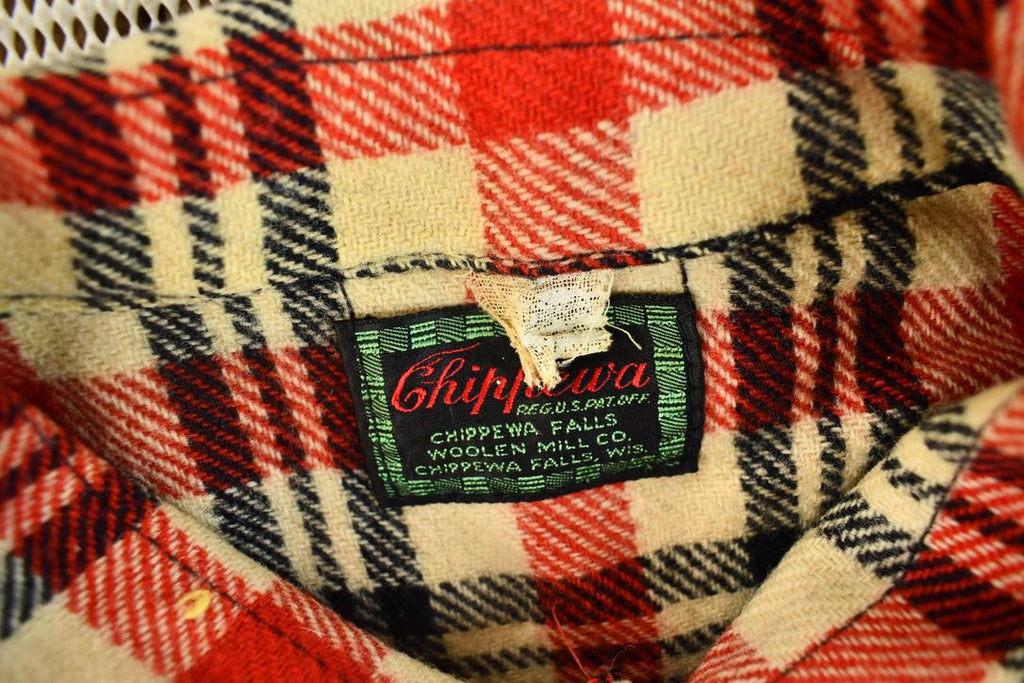 Chippewa
REG.U.S.PAT.OFF.
CHIPPEWA FALLS
WOOLEN MILL CO.
CHIPPEWA FALLS, WIS.